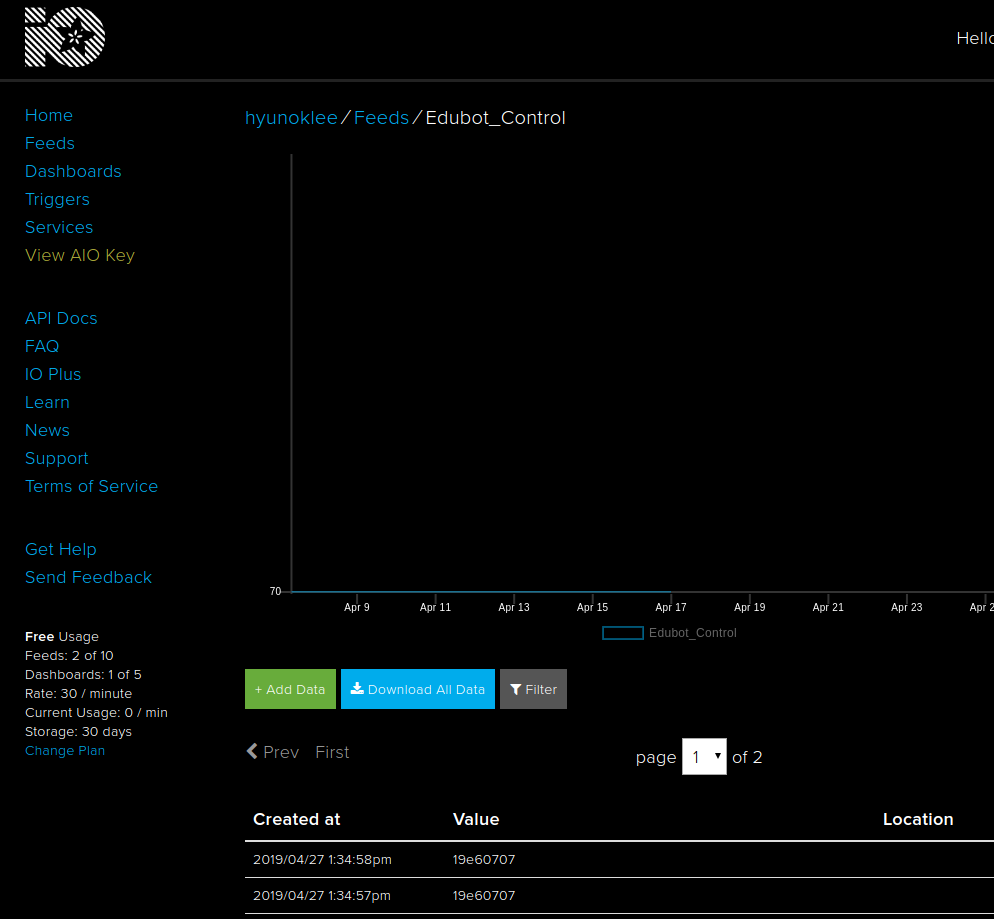 iO
Hello
Home
Feeds
Dashboards
Triggers
Services
View AIO Key
API Docs
FAQ
IO Plus
Learn
News
Support
Terms of Service
Get Help
Send Feedback
Free Usage
Feeds: 2 of 10
Dashboards: 1 of 5
Rate: 30 / minute
Current Usage: 0 / min
Storage: 30 days
Change Plan
hyunoklee / Feeds / Edubot_Control
70
Apr 9 Apr 11 Apr 13 Apr 15 Apr 17 Apr 19 Apr 21 Apr 23 Apr 2
Edubot_Control
+ Add Data Download All Data Filter
Prev First page 1 of 2
Created at Value Location
2019/04/27 1:34:58pm 19e60707
2019/04/27 1:34:57pm 19e60707